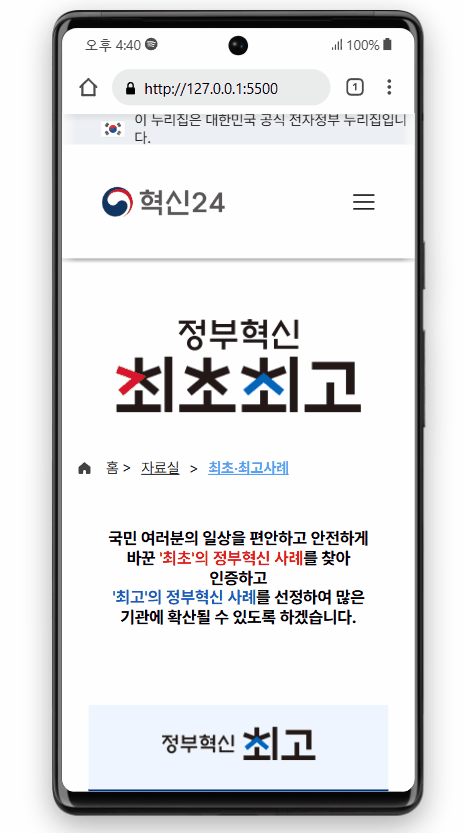 오후 4:40 100%
http://127.0.0.1:5500 1
이 누리집은 대한민국 공식 전자정부 누리집입니
다.
혁신24
정부혁신
최초최고
홈 > 자료실 > 최초·최고사례
국민 여러분의 일상을 편안하고 안전하게
바꾼 '최초'의 정부혁신 사례를 찾아
인증하고
'최고'의 정부혁신 사례를 선정하여 많은
기관에 확산될 수 있도록 하겠습니다.
정부혁신 최고